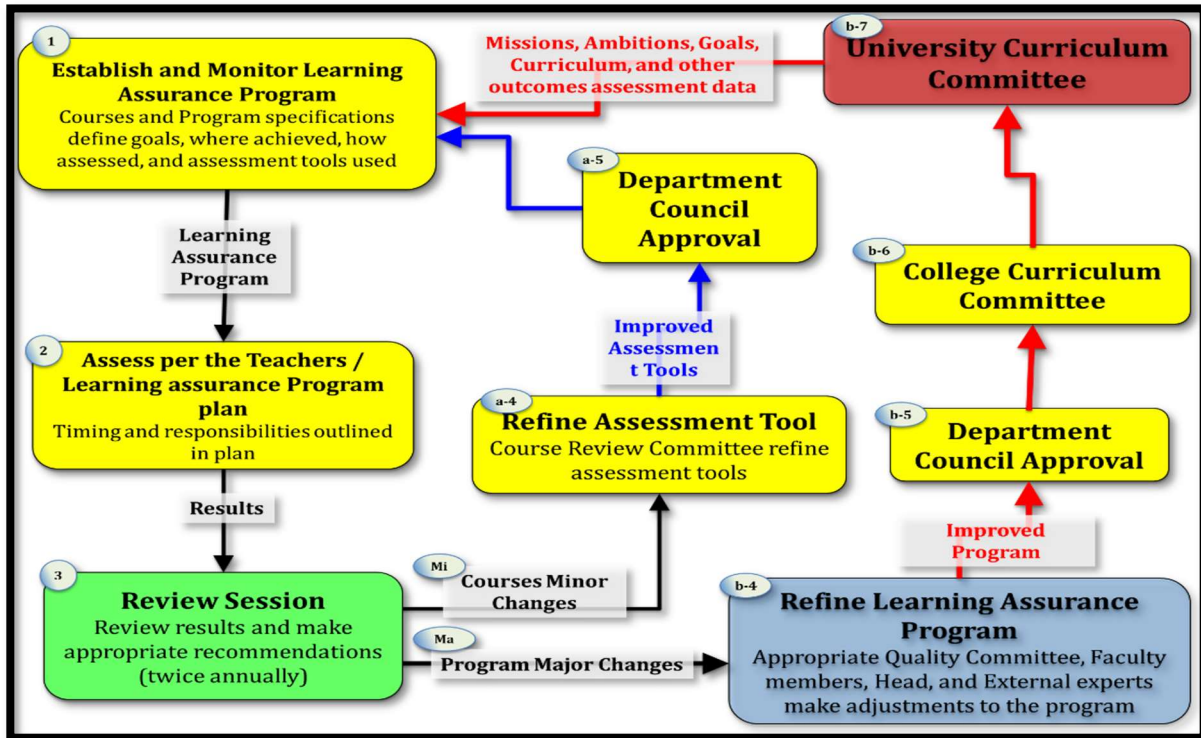 1
Establish and Monitor Learning
Assurance Program
Courses and Program specifications
define goals, where achieved, how
assessed, and assessment tools used
Learning
Assurance
Program
2
Assess per the Teachers /
Learning assurance Program
plan
Timing and responsibilities outlined
in plan
Results
3
Review Session
Review results and make
appropriate recommendations
(twice annually)
Mi
Courses Minor
Changes
Ma
Program Major Changes
a-4
Refine Assessment Tool
Course Review Committee refine
assessment tools
Improved
Assessmen
t Tools
a-5
Department
Council
Approval
b-4
Refine Learning Assurance
Program
Appropriate Quality Committee, Faculty
members, Head, and External experts
make adjustments to the program
Improved
Program
b-5
Department
Council Approval
b-6
College Curriculum
Committee
b-7
University Curriculum
Committee
Missions, Ambitions, Goals,
Curriculum, and other
outcomes assessment data